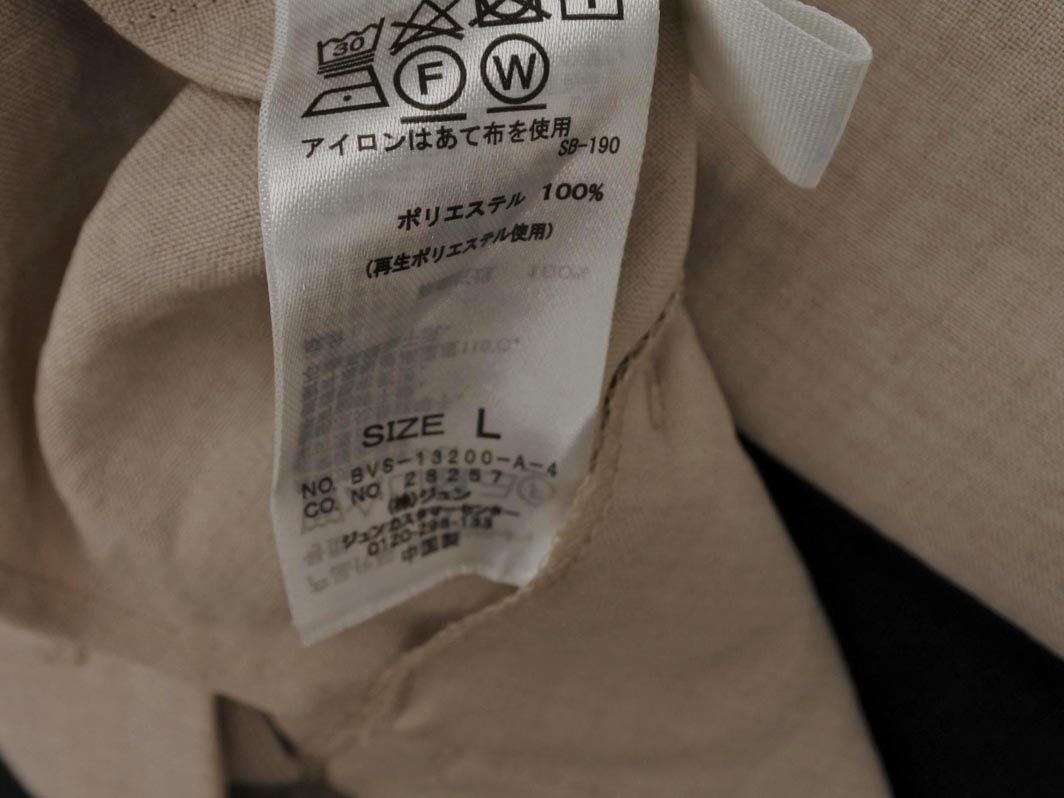 30
F W
アイロンはあて布を使用
SB-190
ポリエステル 100%
(再生ポリエステル使用)
SIZE L
NO. BVS-13200-A-4
CO. NO. 28257
(株)ジュン
ジュンカスタマーセンター
0120-298-133
中国製